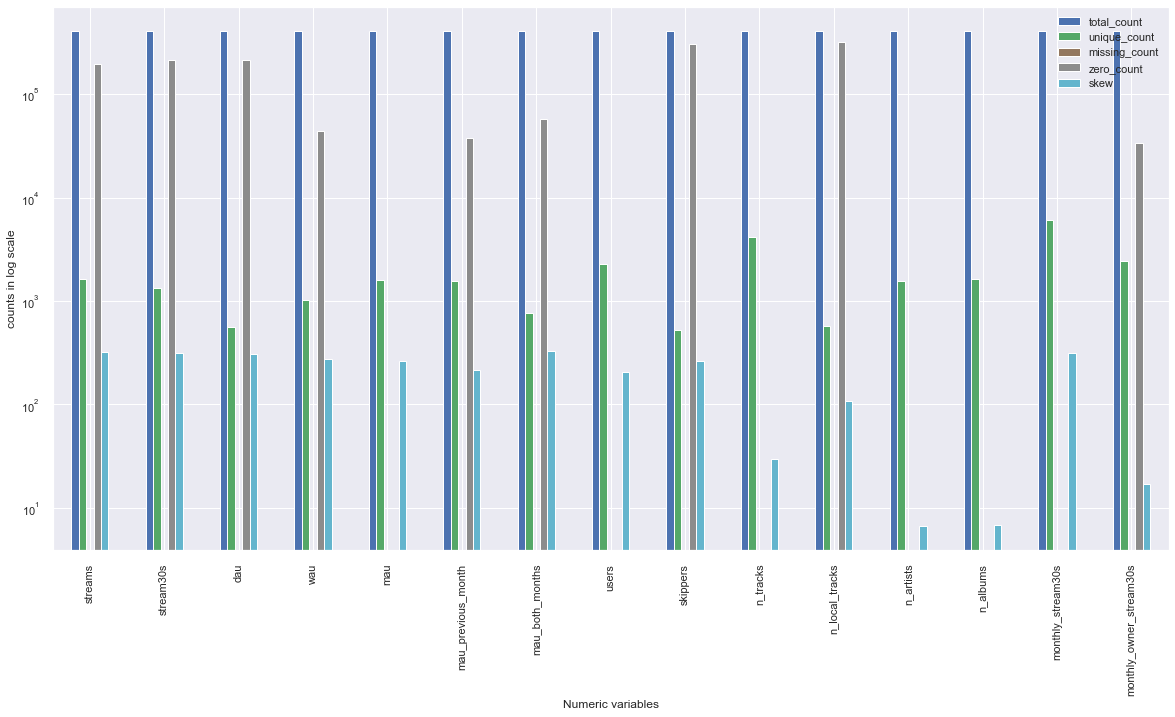 total_count
unique_count
missing_count
zero_count
skew
counts in log scale
10^5
10^4
10^3
10^2
10^1
streams
stream30s
dau
wau
mau
mau_previous_month
mau_both_months
users
skippers
n_tracks
n_local_tracks
n_artists
n_albums
monthly_stream30s
monthly_owner_stream30s
Numeric variables